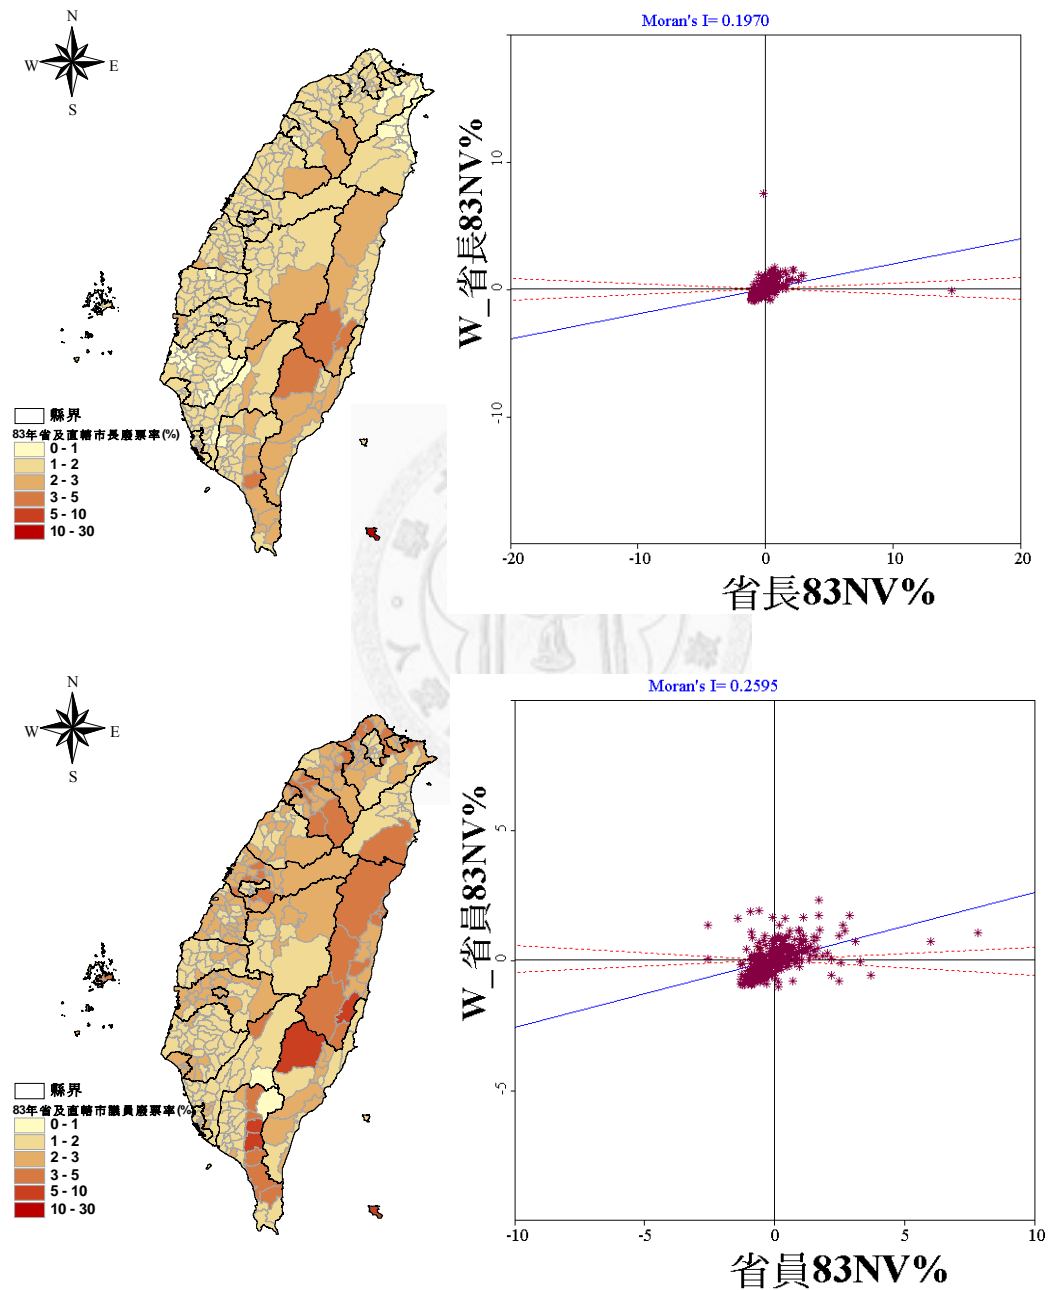 N
W E
S
縣界
83年省及直轄市長廢票率(%)
0 - 1
1 - 2
2 - 3
3 - 5
5 - 10
10 - 30
Moran's I= 0.1970
W_省長83NV%
10
0
-10
-20 -10 0 10 20
省長83NV%
N
W E
S
縣界
83年省及直轄市議員廢票率(%
0 - 1
1 - 2
2 - 3
3 - 5
5 - 10
10 - 30
Moran's I= 0.2595
W_省員83NV%
5
0
-5
-10 -5 0 5 10
省員83NV%